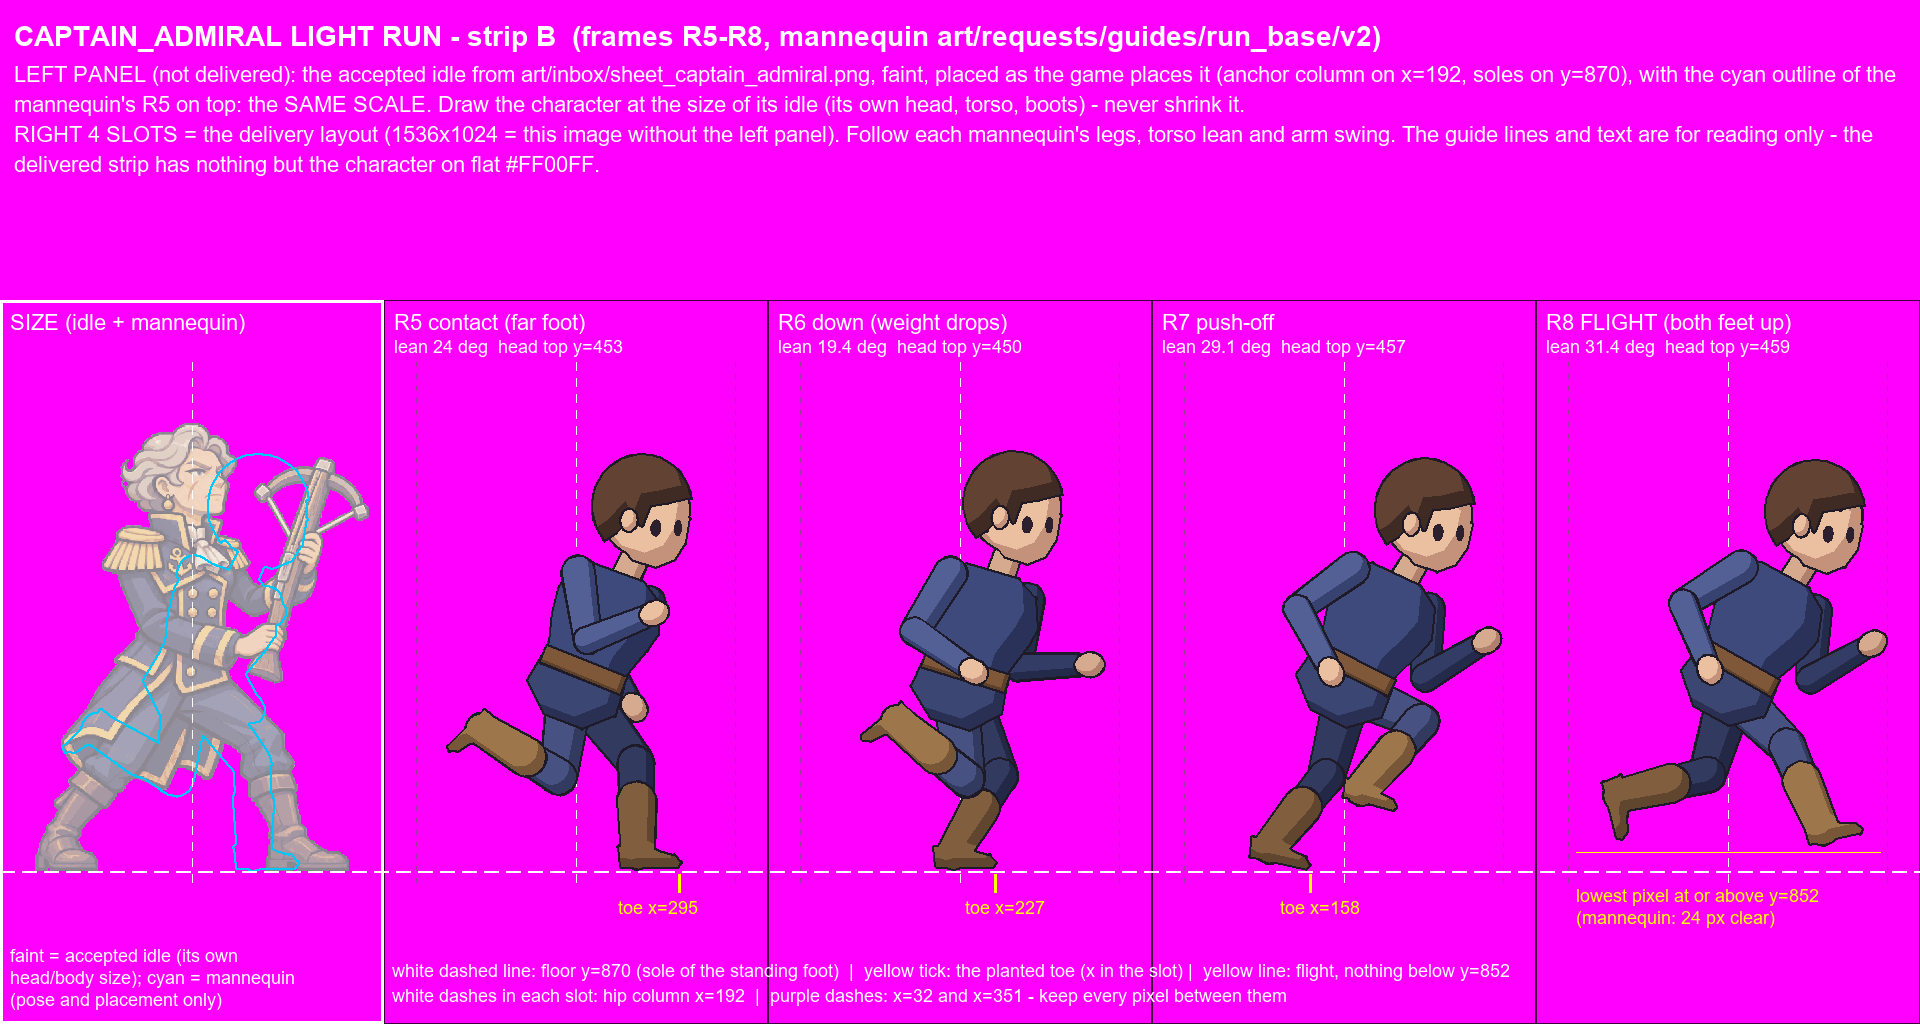 CAPTAIN_ADMIRAL LIGHT RUN - strip B  (frames R5-R8, mannequin art/requests/guides/run_base/v2)
LEFT PANEL (not delivered): the accepted idle from art/inbox/sheet_captain_admiral.png, faint, placed as the game places it (anchor column on x=192, soles on y=870), with the cyan outline of the
mannequin's R5 on top: the SAME SCALE. Draw the character at the size of its idle (its own head, torso, boots) - never shrink it.
RIGHT 4 SLOTS = the delivery layout (1536x1024 = this image without the left panel). Follow each mannequin's legs, torso lean and arm swing. The guide lines and text are for reading only - the
delivered strip has nothing but the character on flat #FF00FF.
SIZE (idle + mannequin)
R5 contact (far foot)
lean 24 deg  head top y=453
R6 down (weight drops)
lean 19.4 deg  head top y=450
R7 push-off
lean 29.1 deg  head top y=457
R8 FLIGHT (both feet up)
lean 31.4 deg  head top y=459
toe x=295
toe x=227
toe x=158
lowest pixel at or above y=852
(mannequin: 24 px clear)
faint = accepted idle (its own
head/body size); cyan = mannequin
(pose and placement only)
white dashed line: floor y=870 (sole of the standing foot)  |  yellow tick: the planted toe (x in the slot) |  yellow line: flight, nothing below y=852
white dashes in each slot: hip column x=192  |  purple dashes: x=32 and x=351 - keep every pixel between them